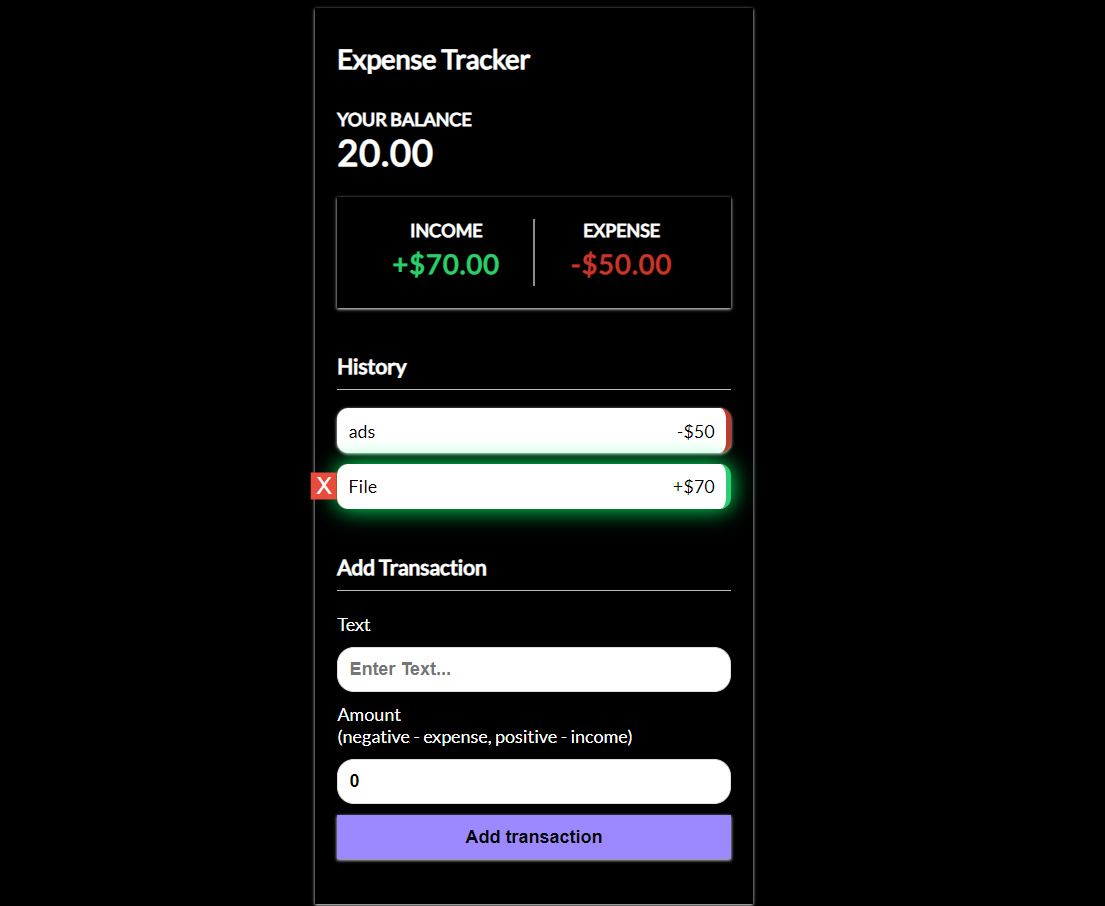 Expense Tracker
YOUR BALANCE
20.00
INCOME
+$70.00
EXPENSE
-$50.00
History
ads -$50
X File +$70
Add Transaction
Text
Enter Text...
Amount
(negative - expense, positive - income)
0
Add transaction